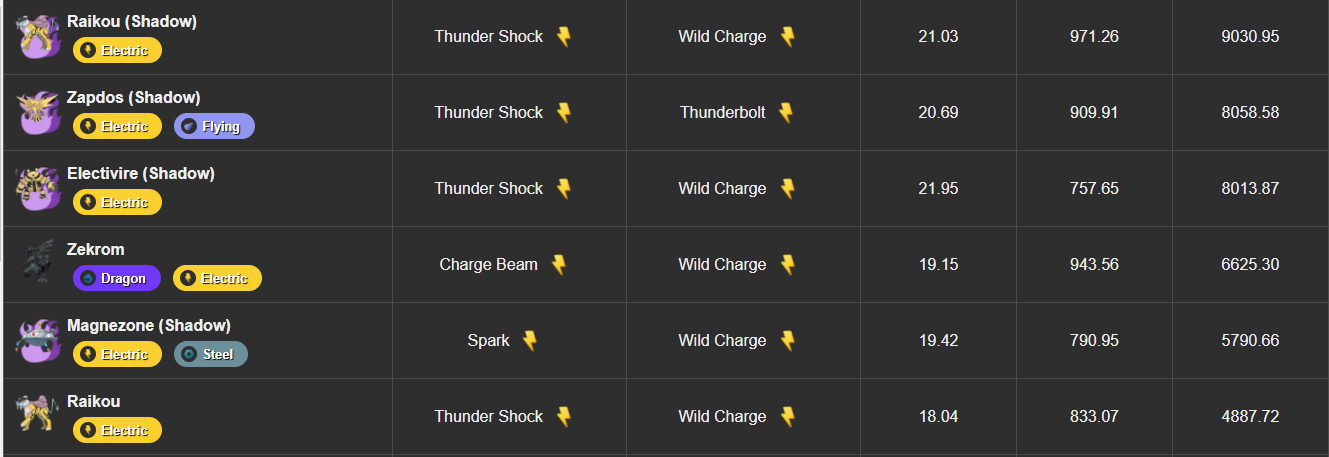 Raikou (Shadow)
Electric
Thunder Shock
Wild Charge
21.03
971.26
9030.95
Zapdos (Shadow)
Electric
Flying
Thunder Shock
Thunderbolt
20.69
909.91
8058.58
Electivire (Shadow)
Electric
Thunder Shock
Wild Charge
21.95
757.65
8013.87
Zekrom
Dragon
Electric
Charge Beam
Wild Charge
19.15
943.56
6625.30
Magnezone (Shadow)
Electric
Steel
Spark
Wild Charge
19.42
790.95
5790.66
Raikou
Electric
Thunder Shock
Wild Charge
18.04
833.07
4887.72